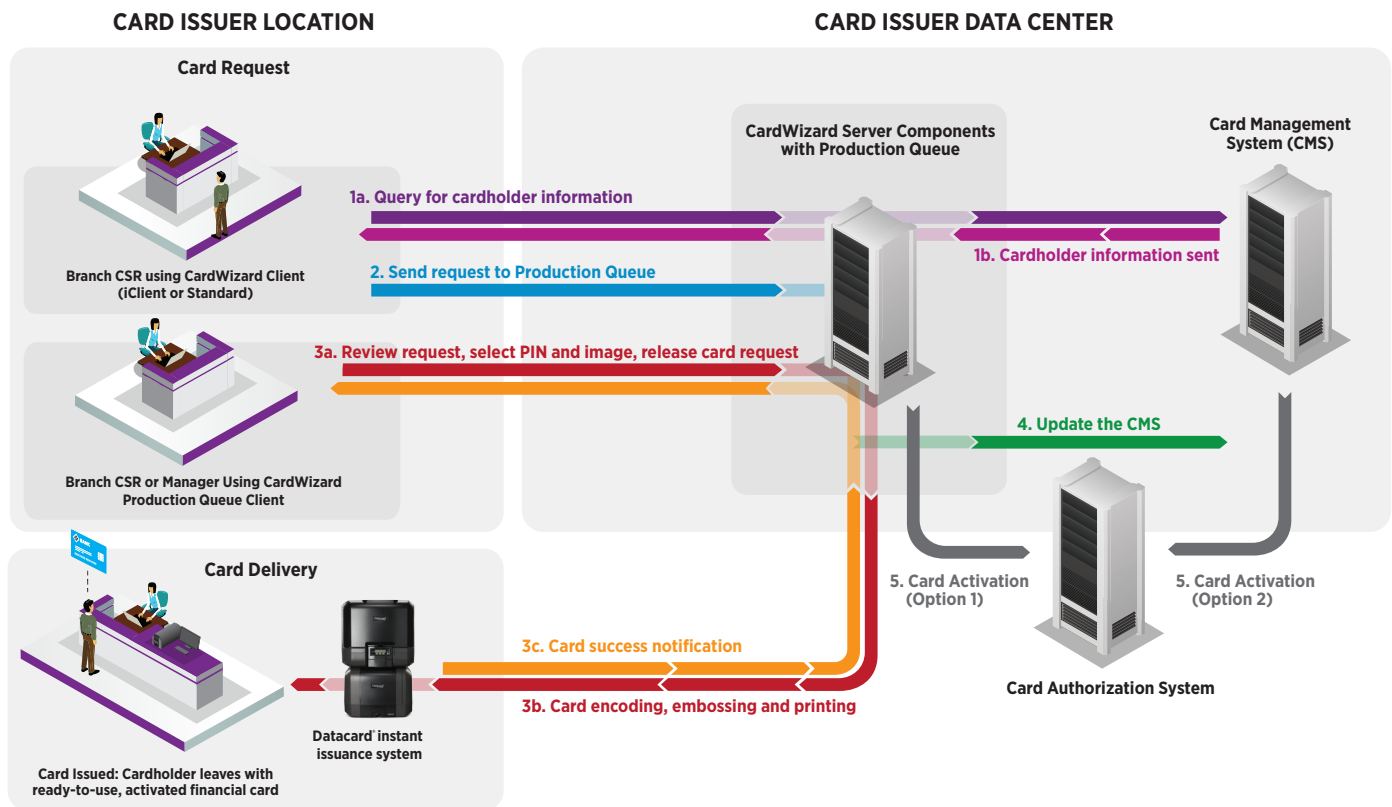 CARD ISSUER LOCATION
CARD ISSUER DATA CENTER
Card Request
Branch CSR using CardWizard Client
(iClient or Standard)
Branch CSR or Manager Using CardWizard
Production Queue Client
CardWizard Server Components
with Production Queue
Card Management
System (CMS)
1a. Query for cardholder information
1b. Cardholder information sent
2. Send request to Production Queue
3a. Review request, select PIN and image, release card request
4. Update the CMS
5. Card Activation
(Option 1)
5. Card Activation
(Option 2)
Card Authorization System
Card Delivery
BANK
3c. Card success notification
3b. Card encoding, embossing and printing
Datacard® instant
issuance system
Card Issued: Cardholder leaves with
ready-to-use, activated financial card